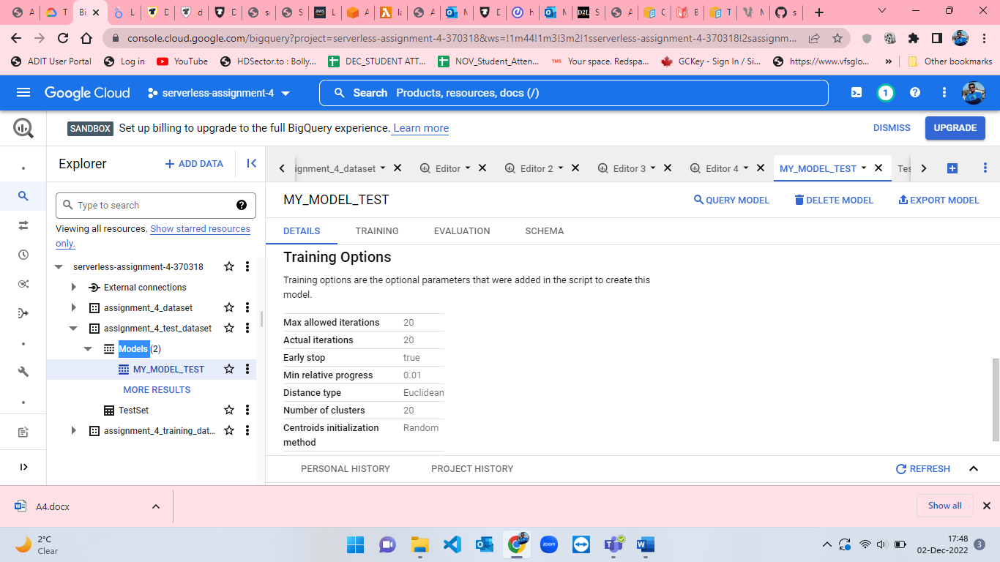 A
T
Bi
L
D
d
D
se
S
L
A
la
A
M
D
h
M
S
A
C
B
T
M
s
console.cloud.google.com/bigquery?project=serverless-assignment-4-370318&ws=!1m44!1m3!3m2!1sserverless-assignment-4-370318!2sassignm...
ADIT User Portal
Log in
YouTube
HDSector.to : Bolly...
DEC_STUDENT ATT...
NOV_Student_Atten...
TMS
Your space. Redspa...
GCKey - Sign In / Si...
https://www.vfsglo...
»
Other bookmarks
Google Cloud
serverless-assignment-4
Search Products, resources, docs (/)
1
SANDBOX
Set up billing to upgrade to the full BigQuery experience. Learn more
DISMISS
UPGRADE
Explorer
+ ADD DATA
ignment_4_dataset
Editor
Editor 2
Editor 3
Editor 4
MY_MODEL_TEST
Tes
Type to search
Viewing all resources. Show starred resources
only.
serverless-assignment-4-370318
External connections
assignment_4_dataset
assignment_4_test_dataset
Models (2)
MY_MODEL_TEST
MORE RESULTS
TestSet
assignment_4_training_dat...
MY_MODEL_TEST
QUERY MODEL
DELETE MODEL
EXPORT MODEL
DETAILS
TRAINING
EVALUATION
SCHEMA
Training Options
Training options are the optional parameters that were added in the script to create this
model.
Max allowed iterations 20
Actual iterations 20
Early stop true
Min relative progress 0.01
Distance type Euclidean
Number of clusters 20
Centroids initialization Random
method
PERSONAL HISTORY
PROJECT HISTORY
REFRESH
A4.docx
Show all
2°C
Clear
zoom
17:48
02-Dec-2022
3